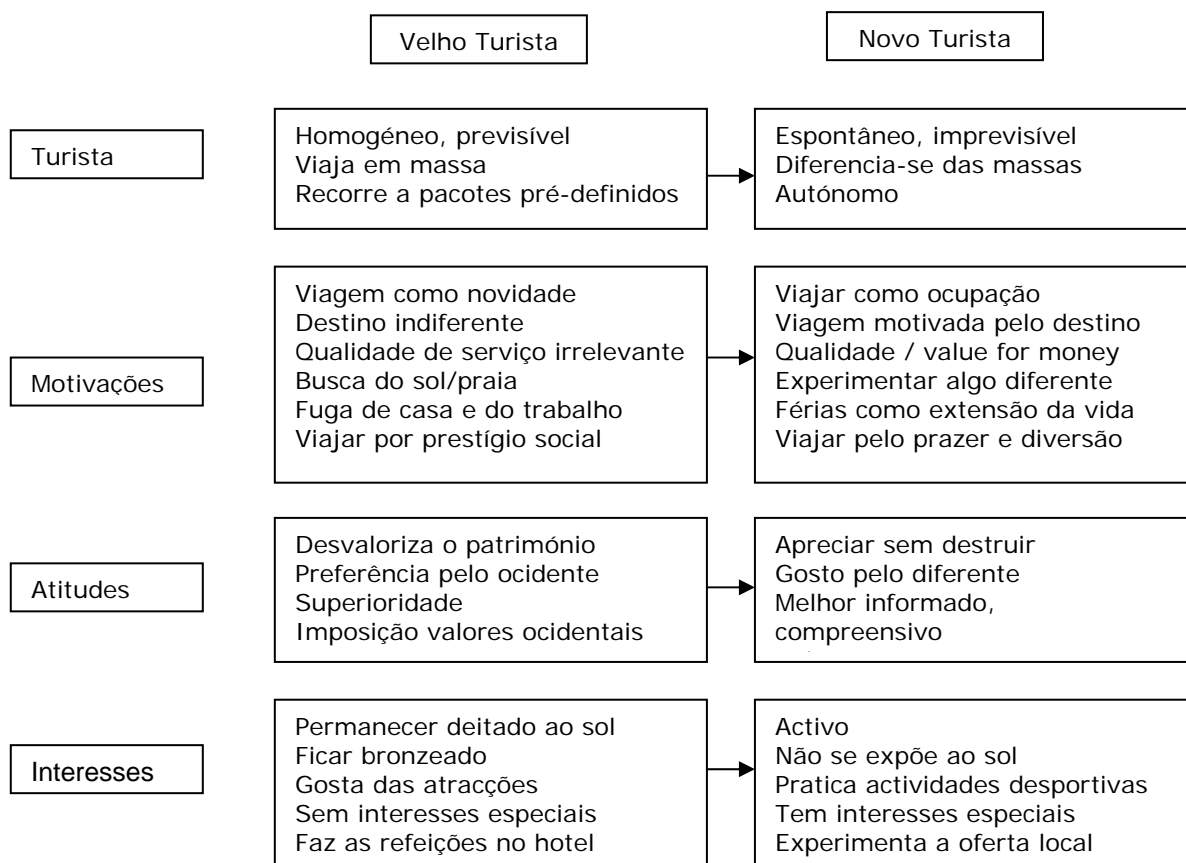 Velho Turista
Novo Turista
Turista
Homogéneo, previsível
Viaja em massa
Recorre a pacotes pré-definidos
Espontâneo, imprevisível
Diferencia-se das massas
Autónomo
Motivações
Viagem como novidade
Destino indiferente
Qualidade de serviço irrelevante
Busca do sol/praia
Fuga de casa e do trabalho
Viajar por prestígio social
Viajar como ocupação
Viagem motivada pelo destino
Qualidade / value for money
Experimentar algo diferente
Férias como extensão da vida
Viajar pelo prazer e diversão
Atitudes
Desvaloriza o património
Preferência pelo ocidente
Superioridade
Imposição valores ocidentais
Apreciar sem destruir
Gosto pelo diferente
Melhor informado,
compreensivo
Interesses
Permanecer deitado ao sol
Ficar bronzeado
Gosta das atracções
Sem interesses especiais
Faz as refeições no hotel
Activo
Não se expõe ao sol
Pratica actividades desportivas
Tem interesses especiais
Experimenta a oferta local